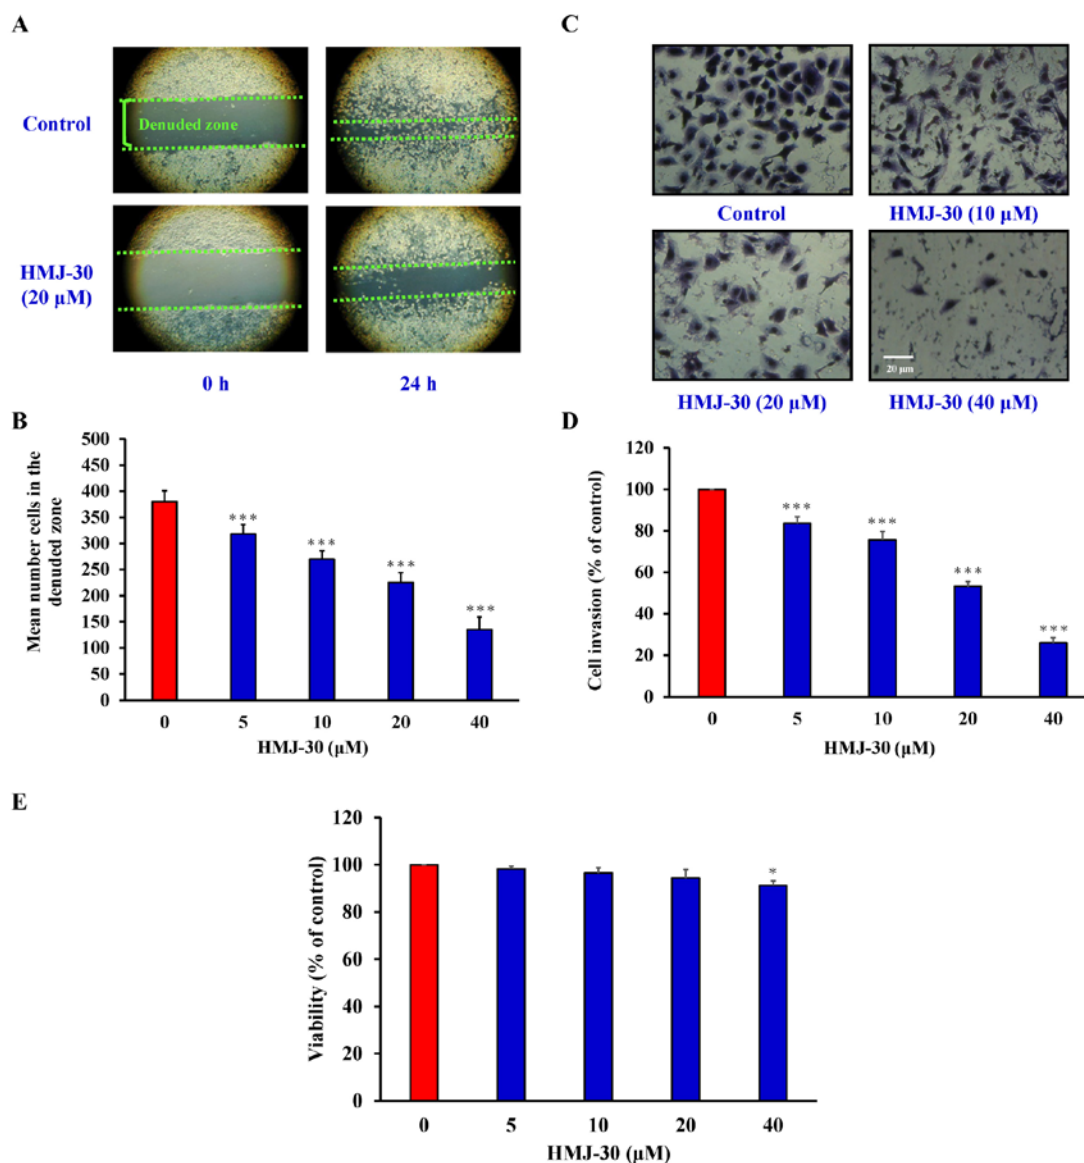 A
Control
Denuded zone
HMJ-30
(20 µM)
0 h
24 h
C
Control
HMJ-30 (10 µM)
20 µm
HMJ-30 (20 µM)
HMJ-30 (40 µM)
B
Mean number cells in the
denuded zone
500
450
400
350
300
250
200
150
100
50
0
***
***
***
***
0 5 10 20 40
HMJ-30 (µM)
D
Cell invasion (% of control)
120
100
80
60
40
20
0
***
***
***
***
0 5 10 20 40
HMJ-30 (µM)
E
Viability (% of control)
120
100
80
60
40
20
0
*
0 5 10 20 40
HMJ-30 (µM)